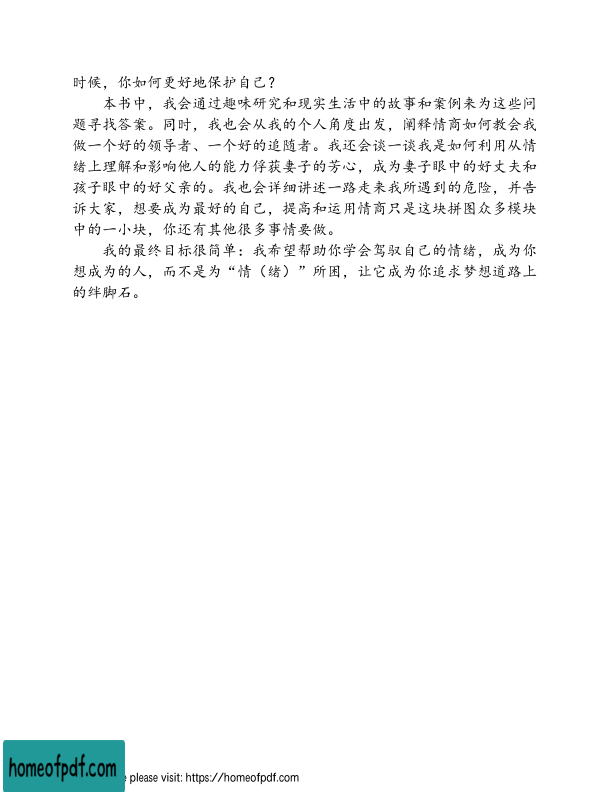 时候，你如何更好地保护自己？
本书中，我会通过趣味研究和现实生活中的故事和案例来为这些问
题寻找答案。同时，我也会从我的个人角度出发，阐释情商如何教会我
做一个好的领导者、一个好的追随者。我还会谈一谈我是如何利用从情
绪上理解和影响他人的能力俘获妻子的芳心，成为妻子眼中的好丈夫和
孩子眼中的好父亲的。我也会详细讲述一路走来我所遇到的危险，并告
诉大家，想要成为最好的自己，提高和运用情商只是这块拼图众多模块
中的一小块，你还有其他很多事情要做。
我的最终目标很简单：我希望帮助你学会驾驭自己的情绪，成为你
想成为的人，而不是为“情（绪）”所困，让它成为你追求梦想道路上
的绊脚石。
homeofpdf.com
e please visit: https://homeofpdf.com